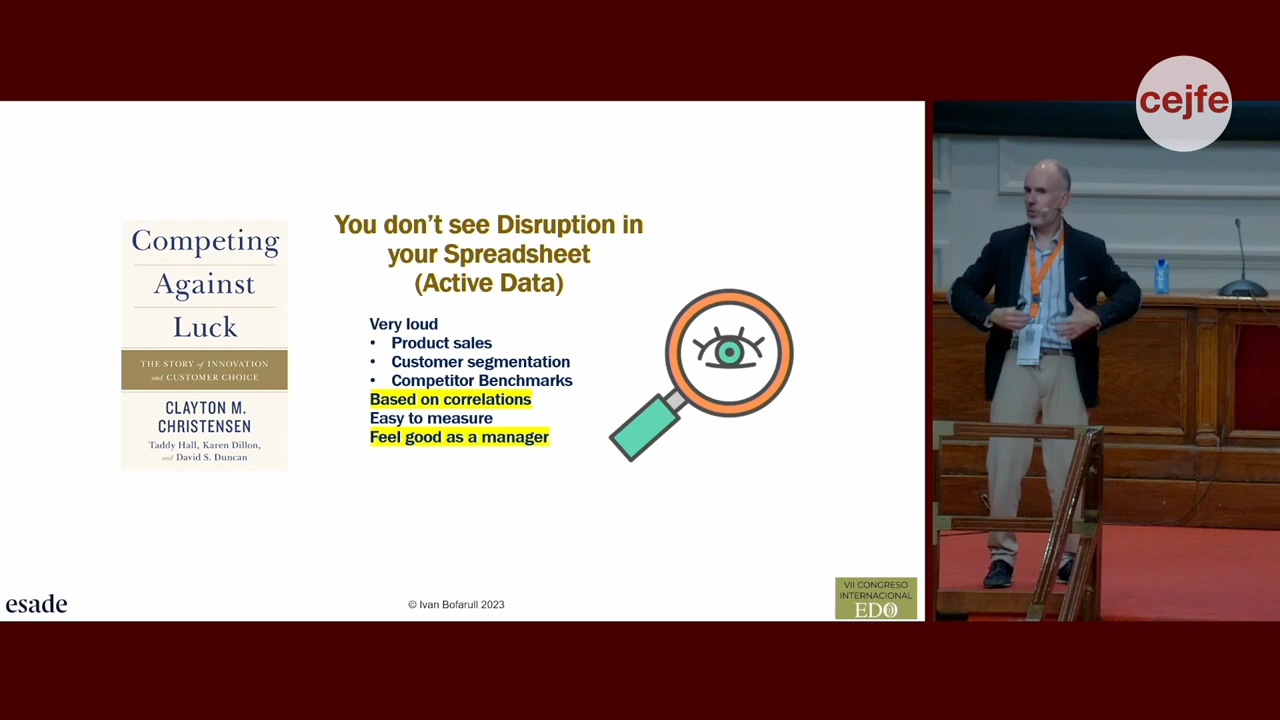 cejfe
Competing
Against
Luck
THE STORY of INNOVATION
and CUSTOMER CHOICE
CLAYTON M.
CHRISTENSEN
Taddy Hall, Karen Dillon,
and David S. Duncan
You don’t see Disruption in
your Spreadsheet
(Active Data)
Very loud
• Product sales
• Customer segmentation
• Competitor Benchmarks
Based on correlations
Easy to measure
Feel good as a manager
esade
© Ivan Bofarull 2023
VII CONGRESO
INTERNACIONAL
EDO